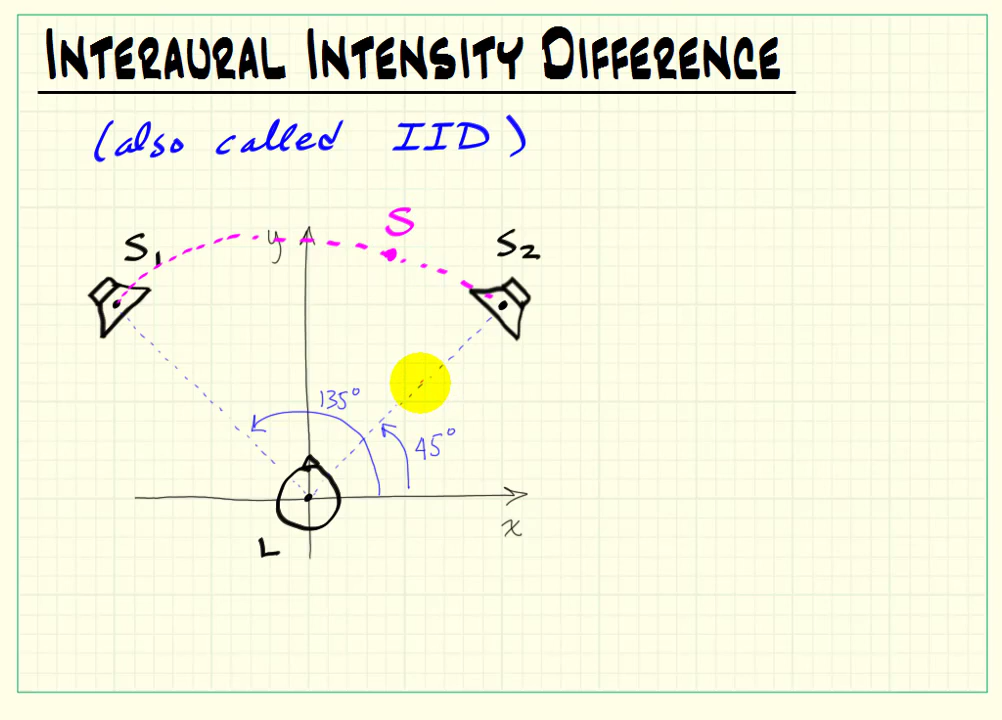 INTERAURAL INTENSITY DIFFERENCE
(also called IID)
S
S1
y
S2
135°
45°
x
L